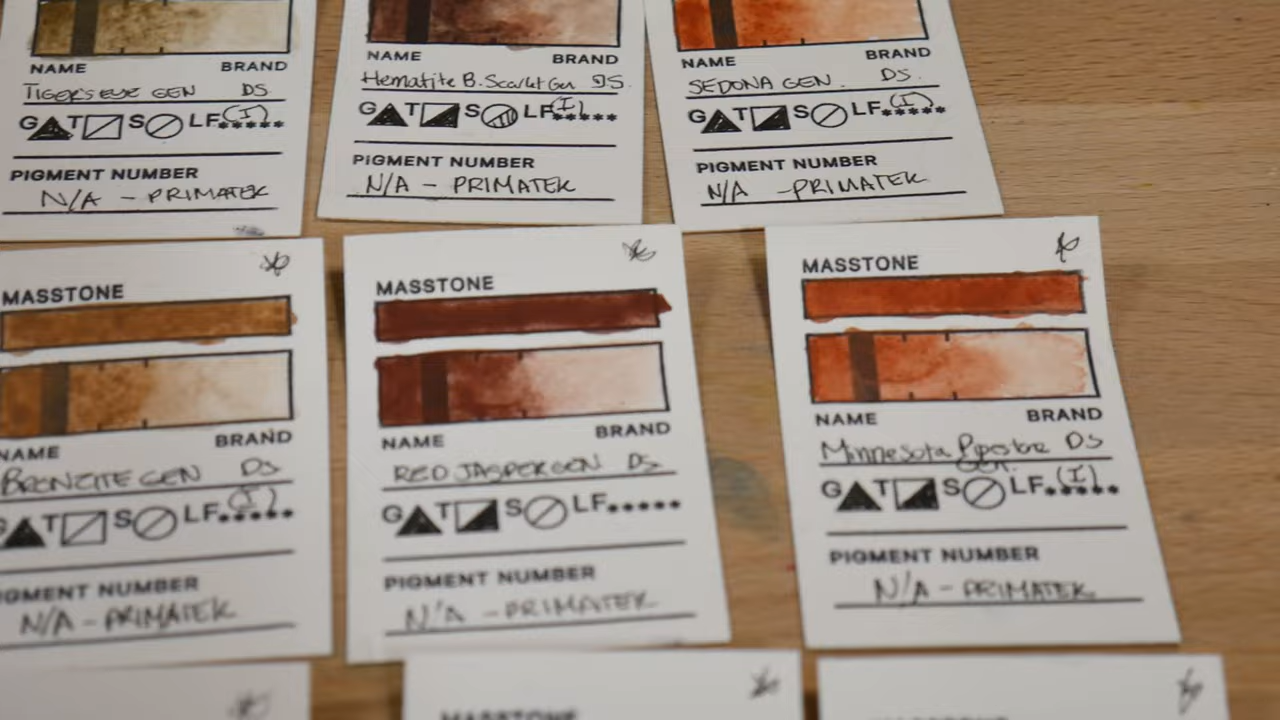 NAME BRAND
TIGER'S EYE GEN DS
G T S LF (I)
PIGMENT NUMBER
N/A - PRIMATEK
NAME BRAND
Hematite B. Scarlet Gen DS.
G T S LF (I)
PIGMENT NUMBER
N/A - PRIMATEK
NAME BRAND
SEDONA GEN. DS.
G T S LF (I)
PIGMENT NUMBER
N/A - PRIMATEK
MASSTONE
NAME BRAND
BRONZITE GEN DS
G T S LF (I)
PIGMENT NUMBER
N/A - PRIMATEK
MASSTONE
NAME BRAND
RED JASPER GEN DS
G T S LF
PIGMENT NUMBER
N/A - PRIMATEK
MASSTONE
NAME BRAND
Minnesota Pipestone DS
Gen.
G T S LF (I)
PIGMENT NUMBER
N/A - PRIMATEK
MASSTONE